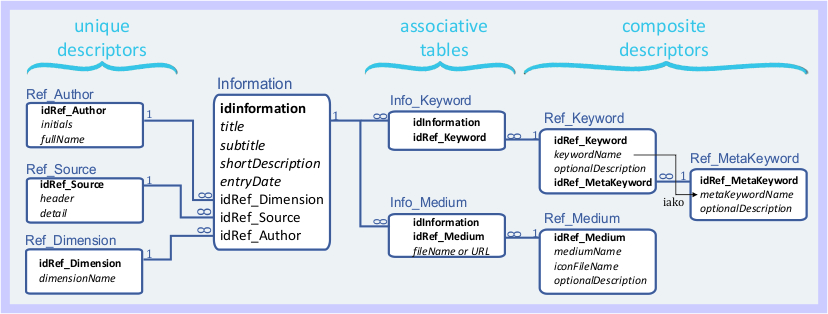 unique
descriptors
associative
tables
composite
descriptors
Ref_Author
idRef_Author
initials
fullName
1
Ref_Source
idRef_Source
header
detail
1
Ref_Dimension
idRef_Dimension
dimensionName
1
Information
idinformation
title
subtitle
shortDescription
entryDate
idRef_Dimension
idRef_Source
idRef_Author
∞
∞
∞
1
Info_Keyword
idInformation
idRef_Keyword
∞
∞
1
Info_Medium
idInformation
idRef_Medium
fileName or URL
∞
∞
1
Ref_Keyword
idRef_Keyword
keywordName
optionalDescription
idRef_MetaKeyword
∞
1
iako
Ref_MetaKeyword
idRef_MetaKeyword
metaKeywordName
optionalDescription
Ref_Medium
idRef_Medium
mediumName
iconFileName
optionalDescription